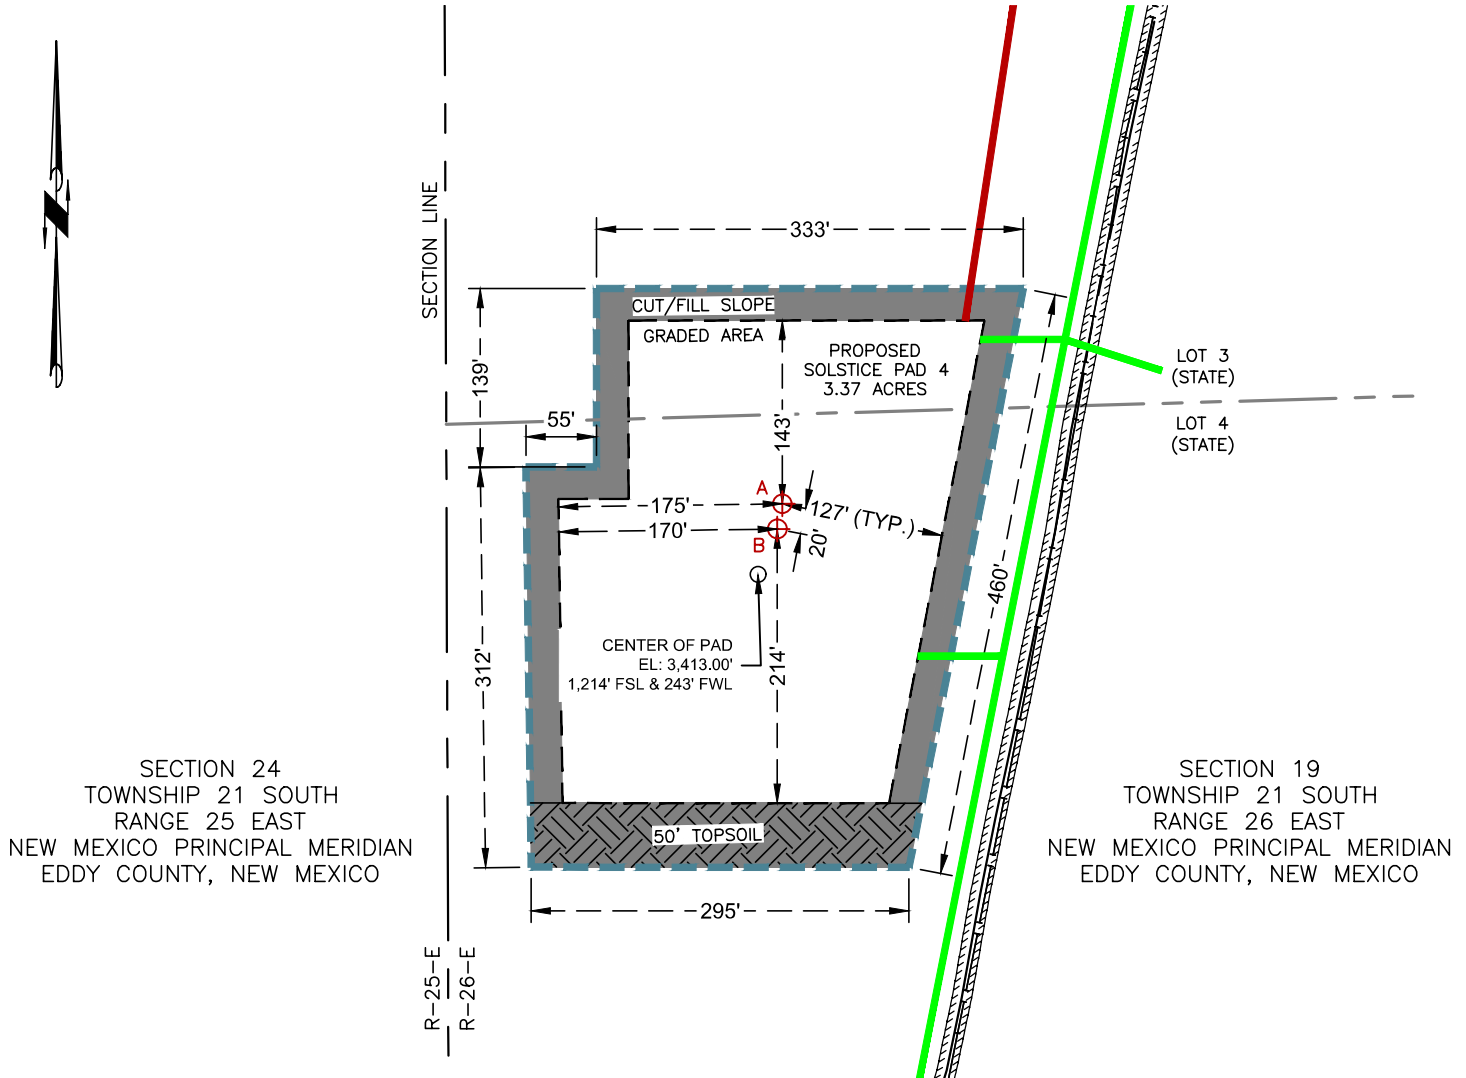 SECTION LINE
333'
CUT/FILL SLOPE
GRADED AREA
PROPOSED
SOLSTICE PAD 4
3.37 ACRES
LOT 3
(STATE)
LOT 4
(STATE)
139'
55'
143'
A
175'
127' (TYP.)
170'
B
20'
460'
CENTER OF PAD
EL: 3,413.00'
1,214' FSL & 243' FWL
312'
214'
SECTION 24
TOWNSHIP 21 SOUTH
RANGE 25 EAST
NEW MEXICO PRINCIPAL MERIDIAN
EDDY COUNTY, NEW MEXICO
SECTION 19
TOWNSHIP 21 SOUTH
RANGE 26 EAST
NEW MEXICO PRINCIPAL MERIDIAN
EDDY COUNTY, NEW MEXICO
50' TOPSOIL
295'
R-25-E
R-26-E